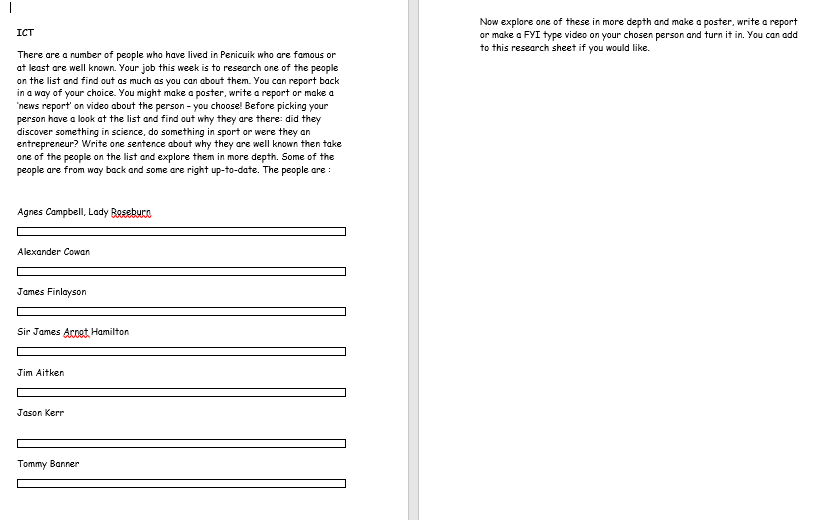 ICT
There are a number of people who have lived in Penicuik who are famous or
at least are well known. Your job this week is to research one of the people
on the list and find out as much as you can about them. You can report back
in a way of your choice. You might make a poster, write a report or make a
'news report' on video about the person – you choose! Before picking your
person have a look at the list and find out why they are there: did they
discover something in science, do something in sport or were they an
entrepreneur? Write one sentence about why they are well known then take
one of the people on the list and explore them in more depth. Some of the
people are from way back and some are right up-to-date. The people are :
Agnes Campbell, Lady Roseburn
Alexander Cowan
James Finlayson
Sir James Arnot Hamilton
Jim Aitken
Jason Kerr
Tommy Banner
Now explore one of these in more depth and make a poster, write a report
or make a FYI type video on your chosen person and turn it in. You can add
to this research sheet if you would like.